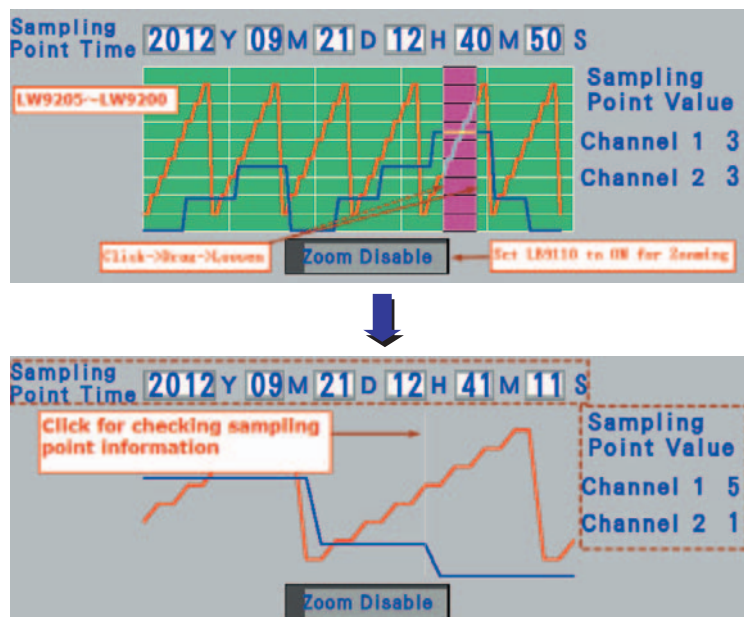 Sampling
Point Time 2012 Y 09 M 21 D 12 H 40 M 50 S
LW9205~LW9200
Sampling
Point Value
Channel 1 3
Channel 2 3
Click->Drag->Loosen
Zoom Disable
Set LB9110 to ON for Zooming
Sampling
Point Time 2012 Y 09 M 21 D 12 H 41 M 11 S
Click for checking sampling
point information
Sampling
Point Value
Channel 1 5
Channel 2 1
Zoom Disable